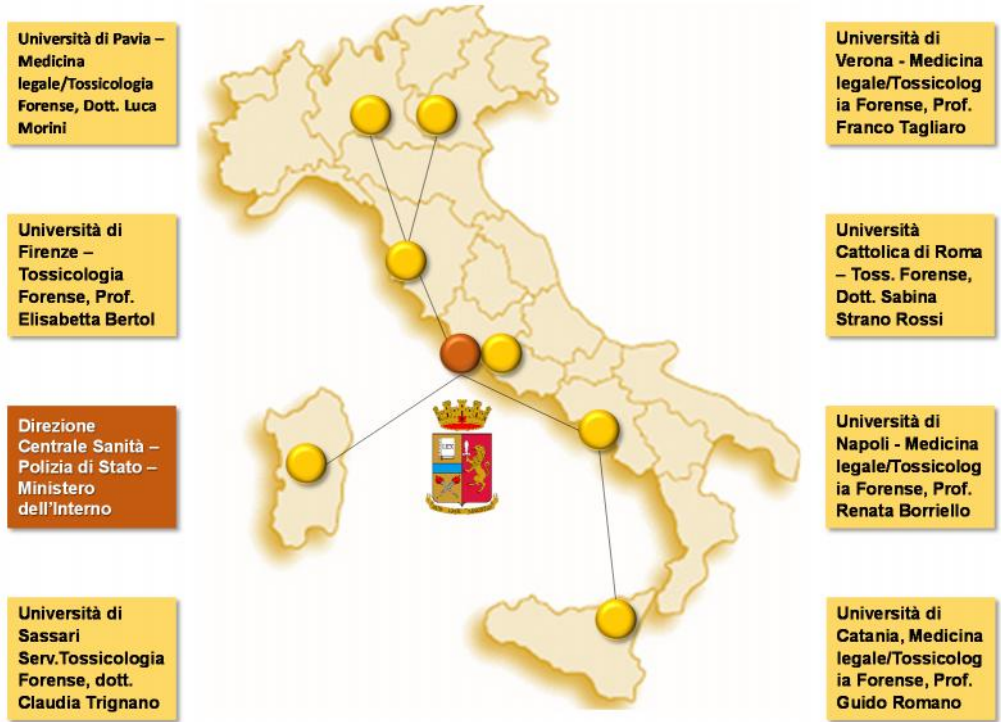 Università di Pavia –
Medicina
legale/Tossicologia
Forense, Dott. Luca
Morini
Università di
Firenze –
Tossicologia
Forense, Prof.
Elisabetta Bertol
Direzione
Centrale Sanità –
Polizia di Stato –
Ministero
dell'Interno
Università di
Sassari
Serv.Tossicologia
Forense, dott.
Claudia Trignano
Università di
Verona - Medicina
legale/Tossicolog
ia Forense, Prof.
Franco Tagliaro
Università
Cattolica di Roma
– Toss. Forense,
Dott. Sabina
Strano Rossi
Università di
Napoli - Medicina
legale/Tossicolog
ia Forense, Prof.
Renata Borriello
Università di
Catania, Medicina
legale/Tossicolog
ia Forense, Prof.
Guido Romano